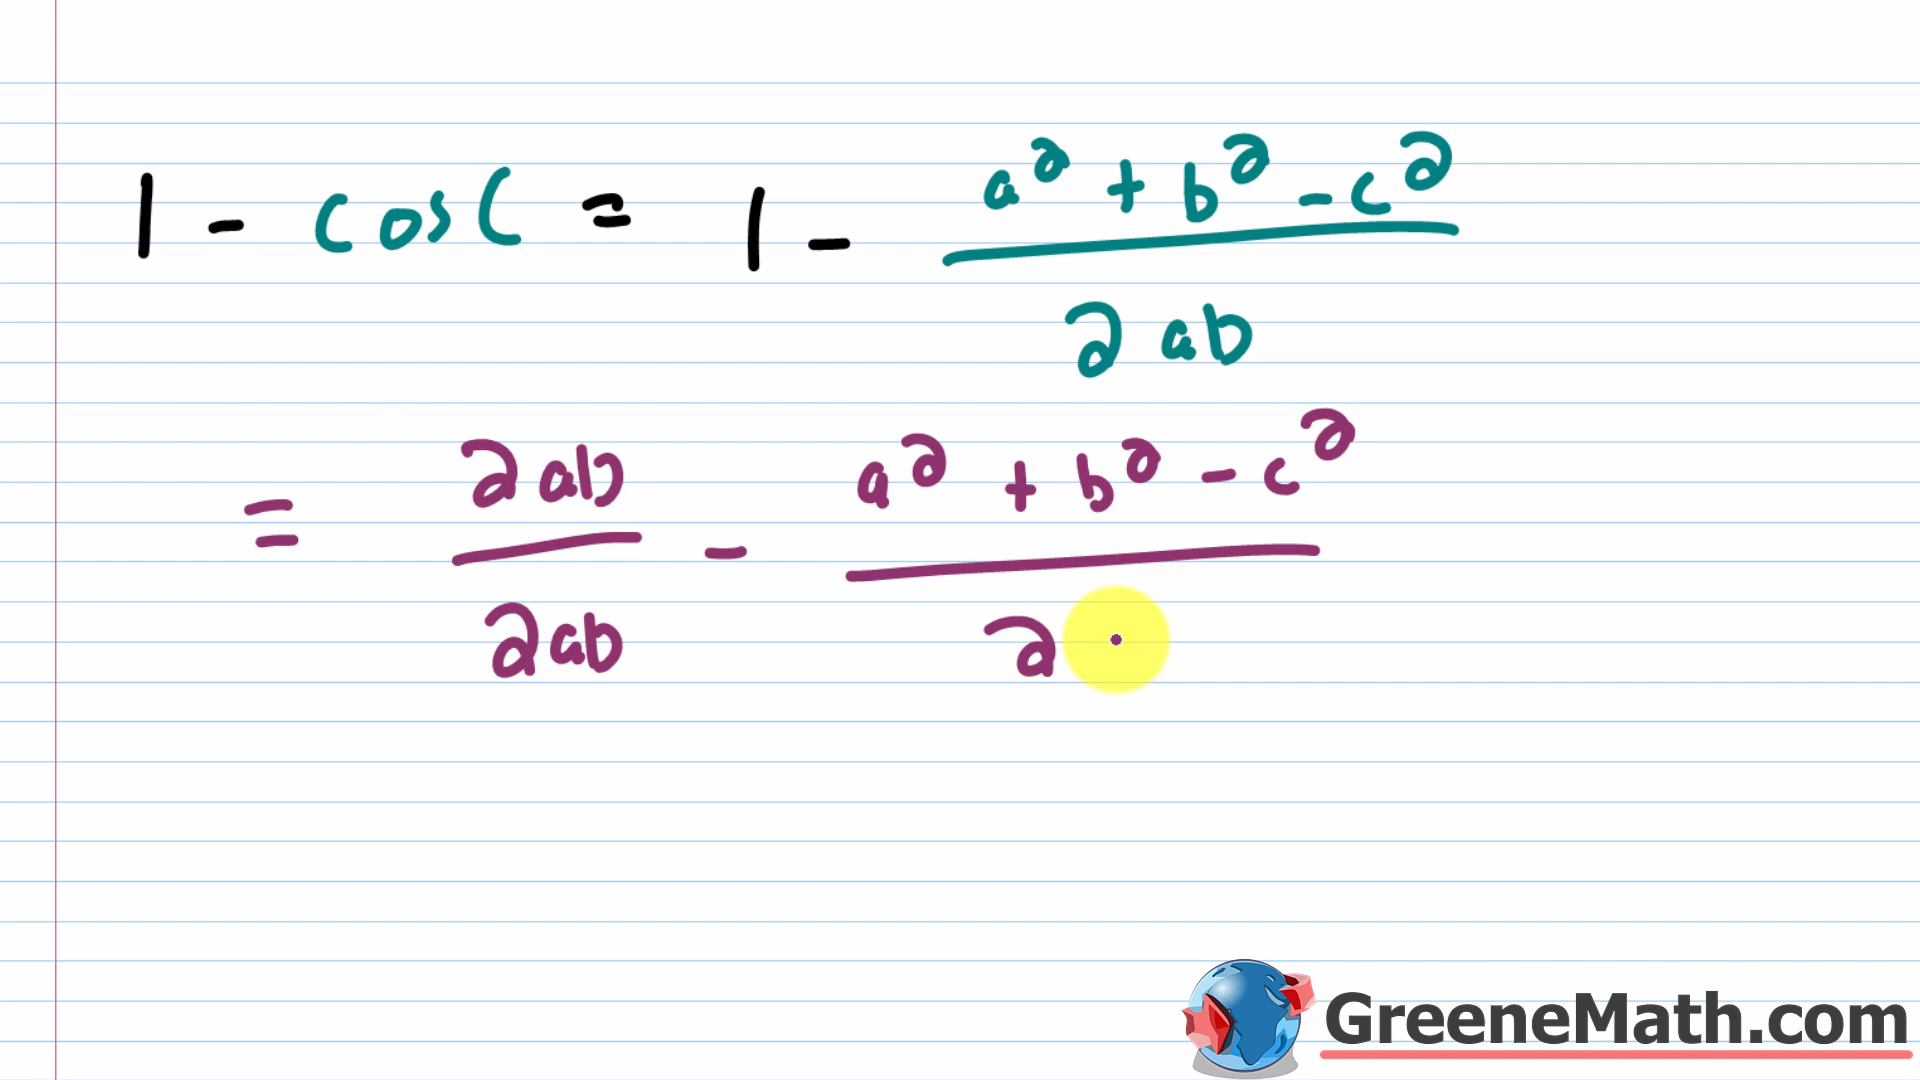 1 - cos C = 1 - (a² + b² - c²) / 2ab
= 2ab / 2ab - (a² + b² - c²) / 2
GreeneMath.com